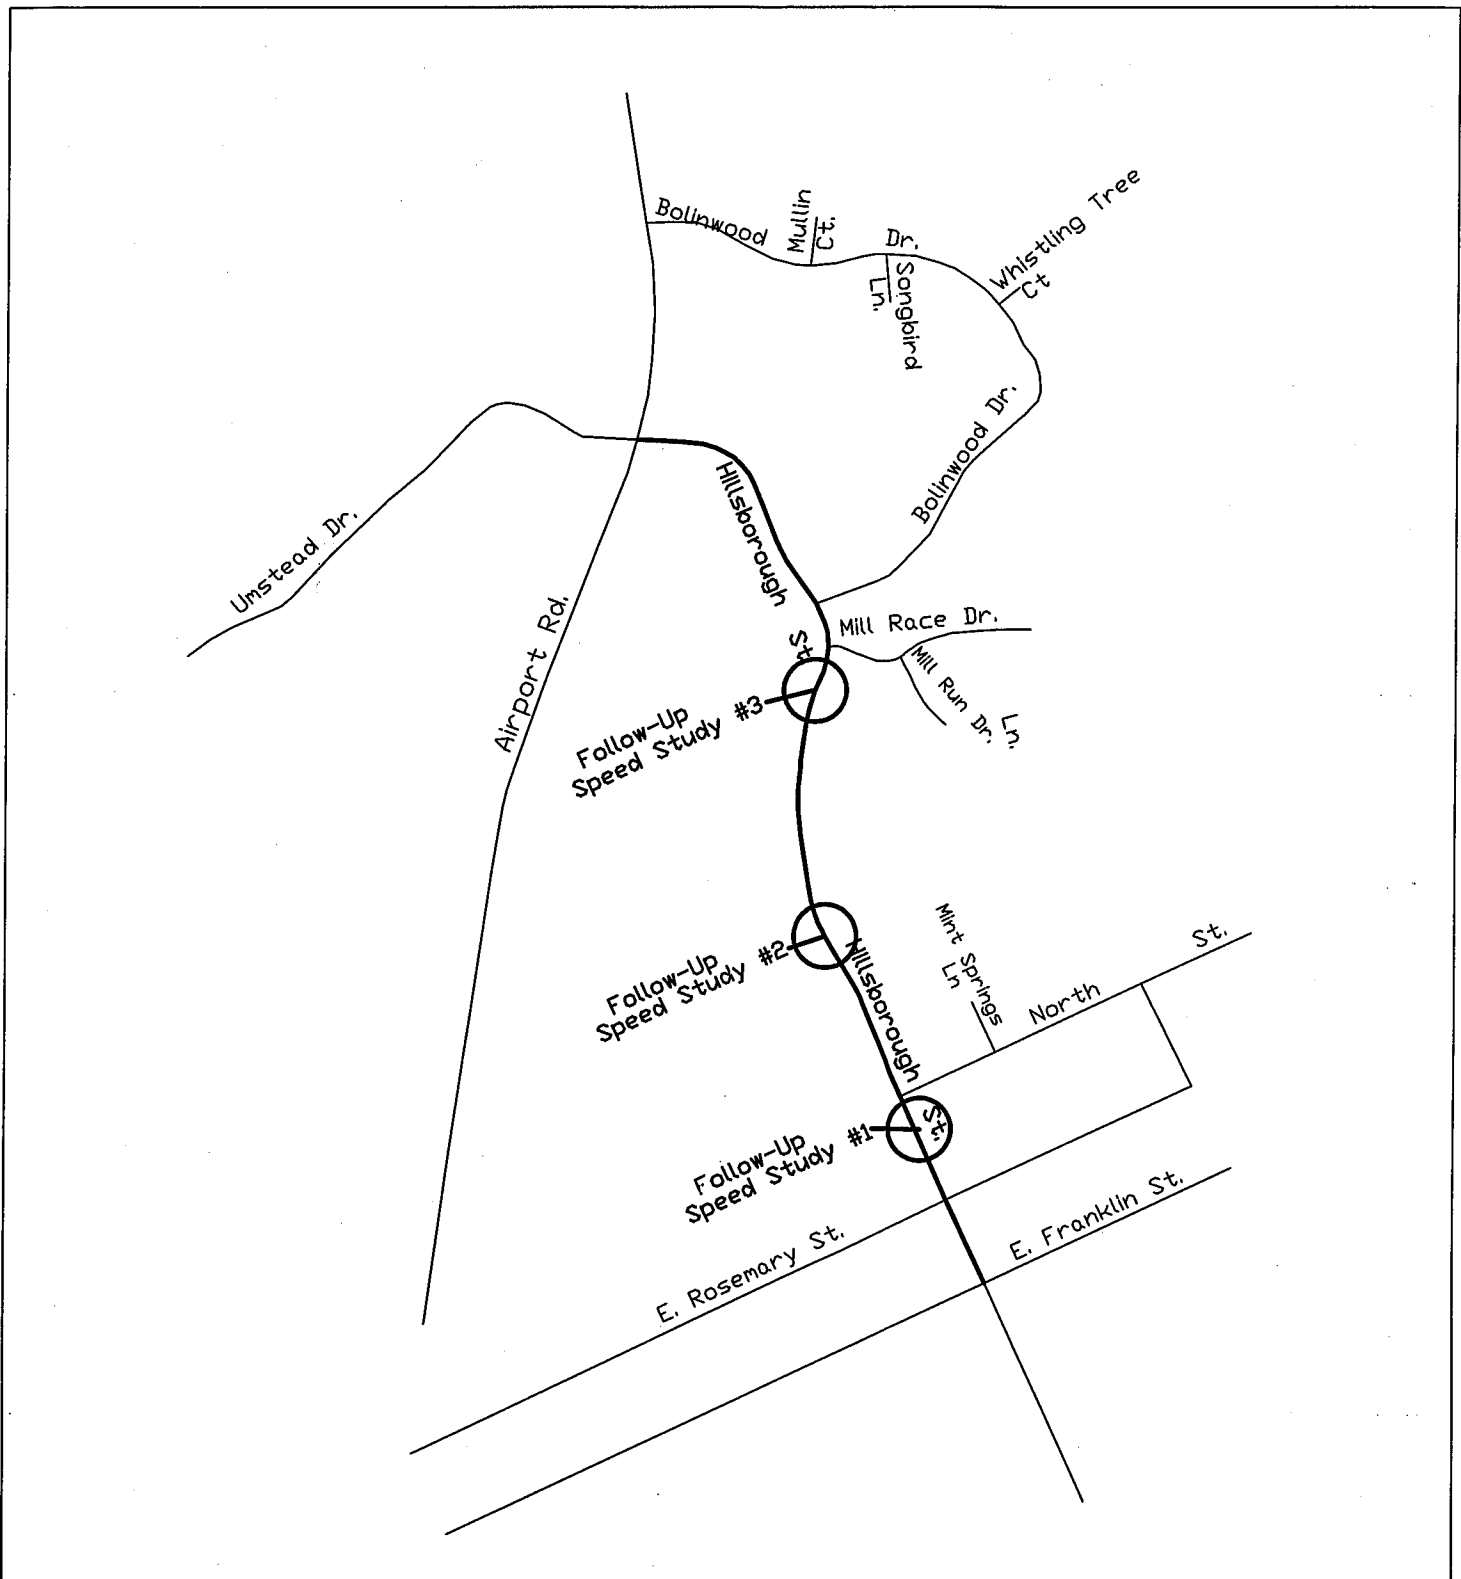 Bolinwood Dr.
Mullin
Ct.
Songbird
Ln.
Whistling Tree
Ct
Bolinwood Dr.
Umstead Dr.
Airport Rd.
Hillsborough St.
Mill Race Dr.
Mill Run Dr.
Ln.
Follow-Up
Speed Study #3
Follow-Up
Speed Study #2
Hillsborough St.
Mint Springs
Ln
North St.
Follow-Up
Speed Study #1
E. Rosemary St.
E. Franklin St.